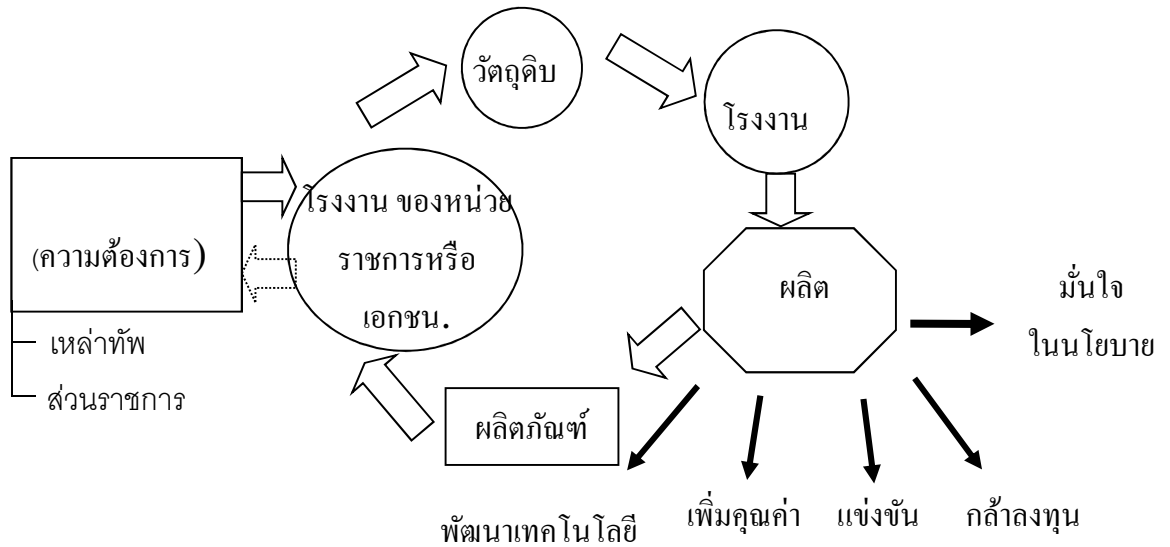 วัตถุดิบ
โรงงาน
โรงงาน ของหน่วย
ราชการหรือ
เอกชน.
(ความต้องการ)
เหล่าทัพ
ส่วนราชการ
ผลิต
มั่นใจ
ในนโยบาย
ผลิตภัณฑ์
พัฒนาเทคโนโลยี
เพิ่มคุณค่า
แข่งขัน
กล้าลงทุน